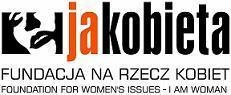 jakobieta
FUNDACJA NA RZECZ KOBIET
FOUNDATION FOR WOMEN'S ISSUES - I AM WOMAN